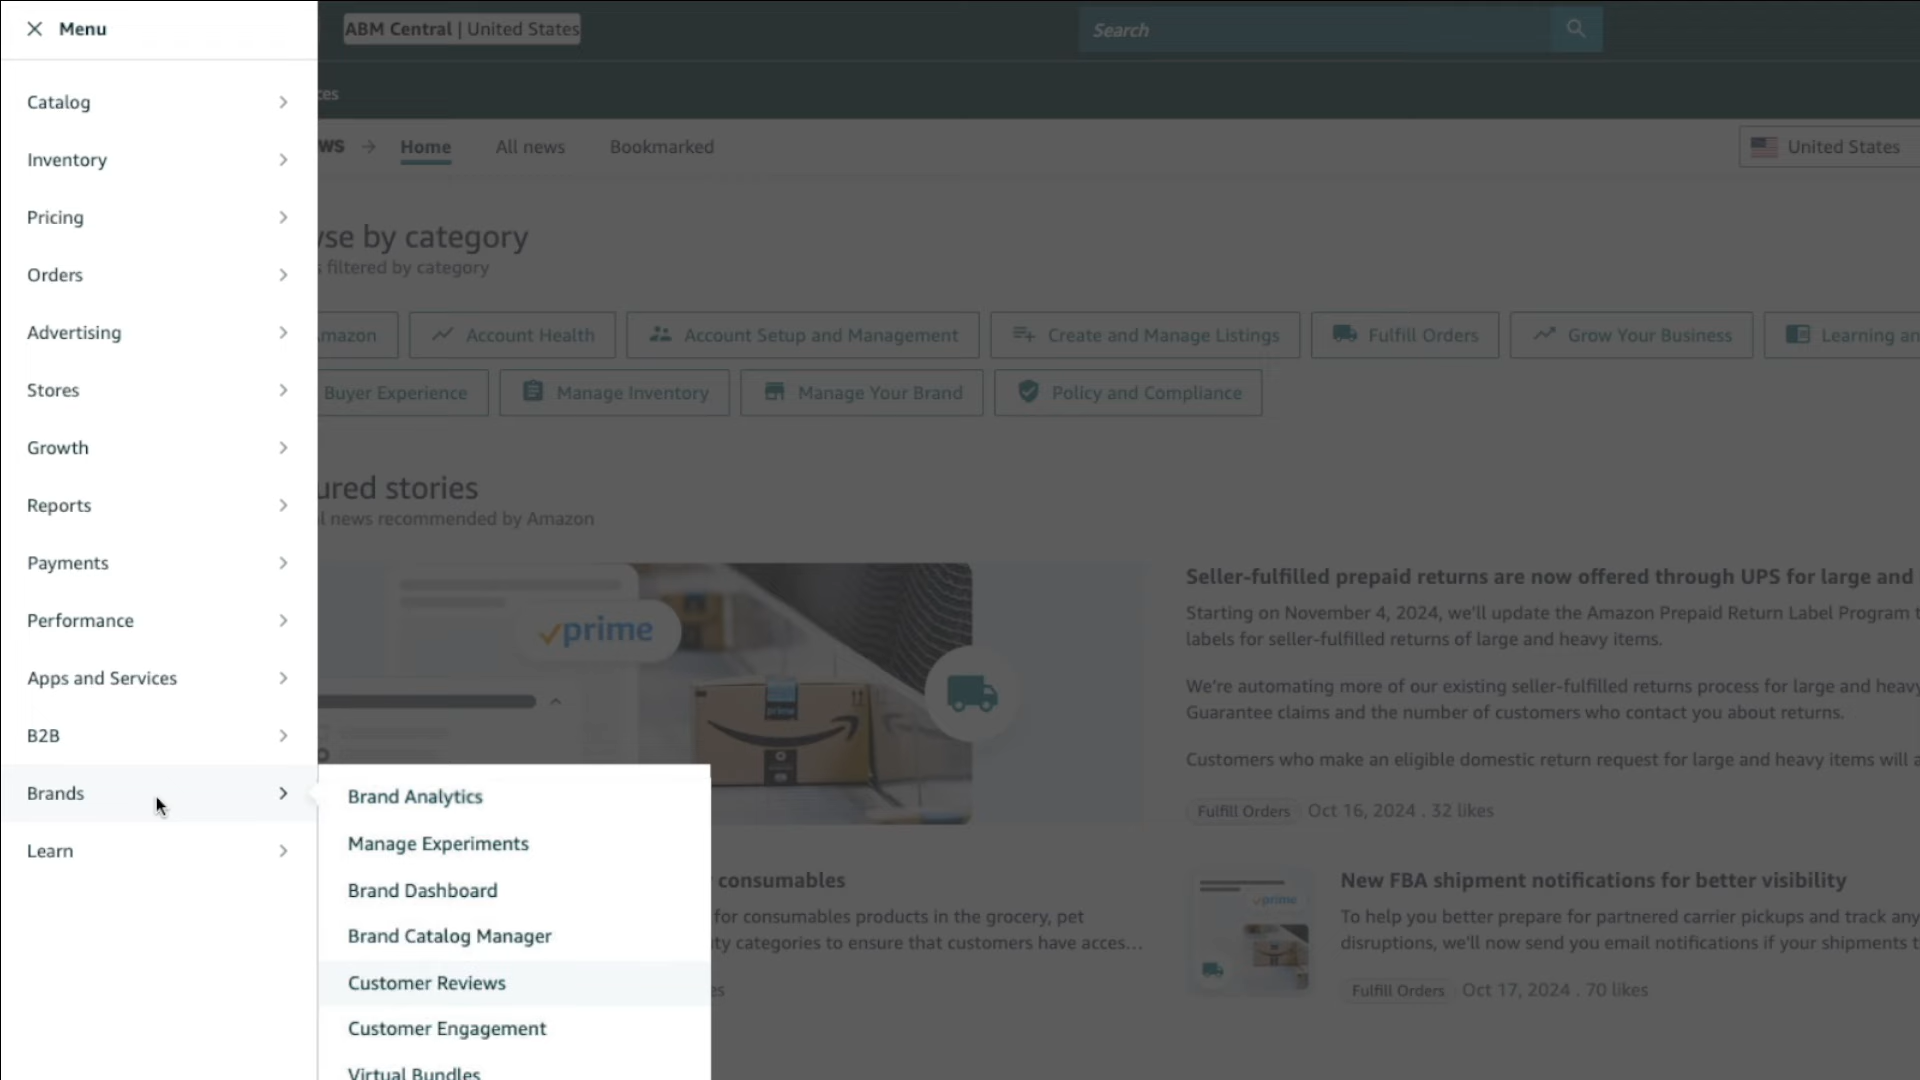 Menu
ABM Central | United States
Search
Catalog
Inventory
Pricing
Orders
Advertising
Stores
Growth
Reports
Payments
Performance
Apps and Services
B2B
Brands
Learn
Brand Analytics
Manage Experiments
Brand Dashboard
Brand Catalog Manager
Customer Reviews
Customer Engagement
Virtual Bundles
Home All news Bookmarked
United States
by category
filtered by category
Account Health Account Setup and Management Create and Manage Listings Fulfill Orders Grow Your Business Learning
Buyer Experience Manage Inventory Manage Your Brand Policy and Compliance
stories
news recommended by Amazon
prime
prime
Seller-fulfilled prepaid returns are now offered through UPS for large and
Starting on November 4, 2024, we'll update the Amazon Prepaid Return Label Program
labels for seller-fulfilled returns of large and heavy items.
We're automating more of our existing seller-fulfilled returns process for large and heavy
Guarantee claims and the number of customers who contact you about returns.
Customers who make an eligible domestic return request for large and heavy items will
Fulfill Orders Oct 16, 2024 . 32 likes
consumables
for consumables products in the grocery, pet
categories to ensure that customers have acces...
prime
New FBA shipment notifications for better visibility
To help you better prepare for partnered carrier pickups and track any
disruptions, we'll now send you email notifications if your shipments
Fulfill Orders Oct 17, 2024 . 70 likes